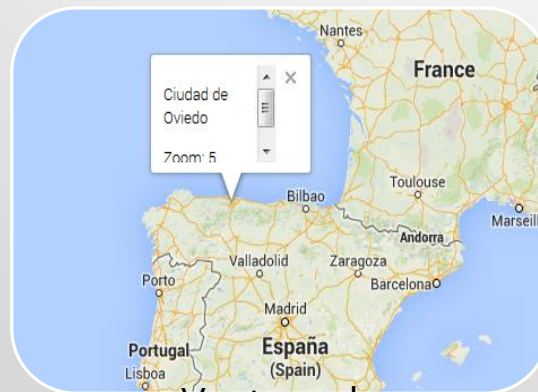 Nantes
France
×
Ciudad de
Oviedo
Zoom: 5
Toulouse
Bilbao
Marseill
Andorra
Valladolid
Zaragoza
Porto
Barcelona
Madrid
Portugal
España
(Spain)
Lisboa